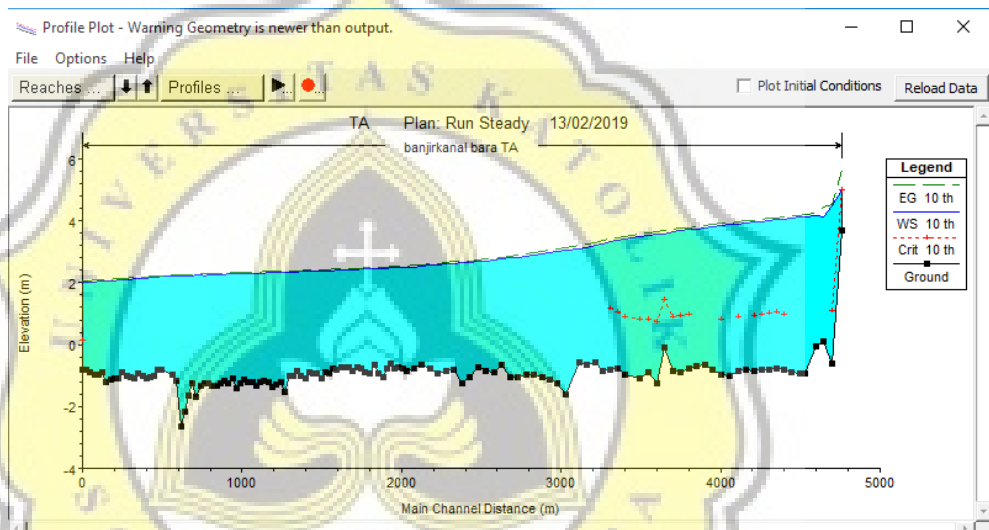 Profile Plot - Warning Geometry is newer than output.
File Options Help
Reaches ... Profiles ... ... ... Plot Initial Conditions Reload Data
UNIVERSITAS KATOLIK
TA Plan: Run Steady 13/02/2019
banjirkanal bara TA
Legend
EG 10 th
WS 10 th
Crit 10 th
Ground
Elevation (m)
6
4
2
0
-2
-4
0 1000 2000 3000 4000 5000
Main Channel Distance (m)